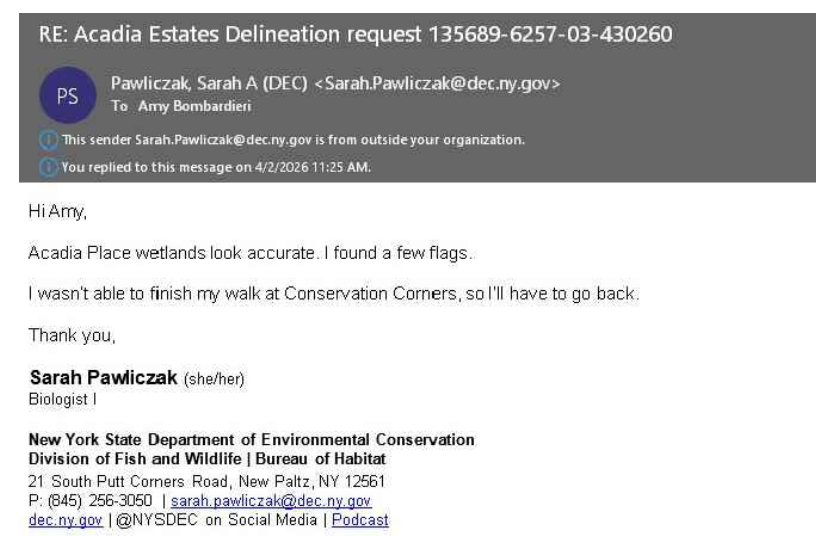 RE: Acadia Estates Delineation request 135689-6257-03-430260
PS
Pawliczak, Sarah A (DEC) <Sarah.Pawliczak@dec.ny.gov>
To Amy Bombardieri
This sender Sarah.Pawliczak@dec.ny.gov is from outside your organization.
You replied to this message on 4/2/2026 11:25 AM.
Hi Amy,
Acadia Place wetlands look accurate. I found a few flags.
I wasn't able to finish my walk at Conservation Corners, so I'll have to go back.
Thank you,
Sarah Pawliczak (she/her)
Biologist I
New York State Department of Environmental Conservation
Division of Fish and Wildlife | Bureau of Habitat
21 South Putt Corners Road, New Paltz, NY 12561
P: (845) 256-3050 | sarah.pawliczak@dec.ny.gov
dec.ny.gov | @NYSDEC on Social Media | Podcast